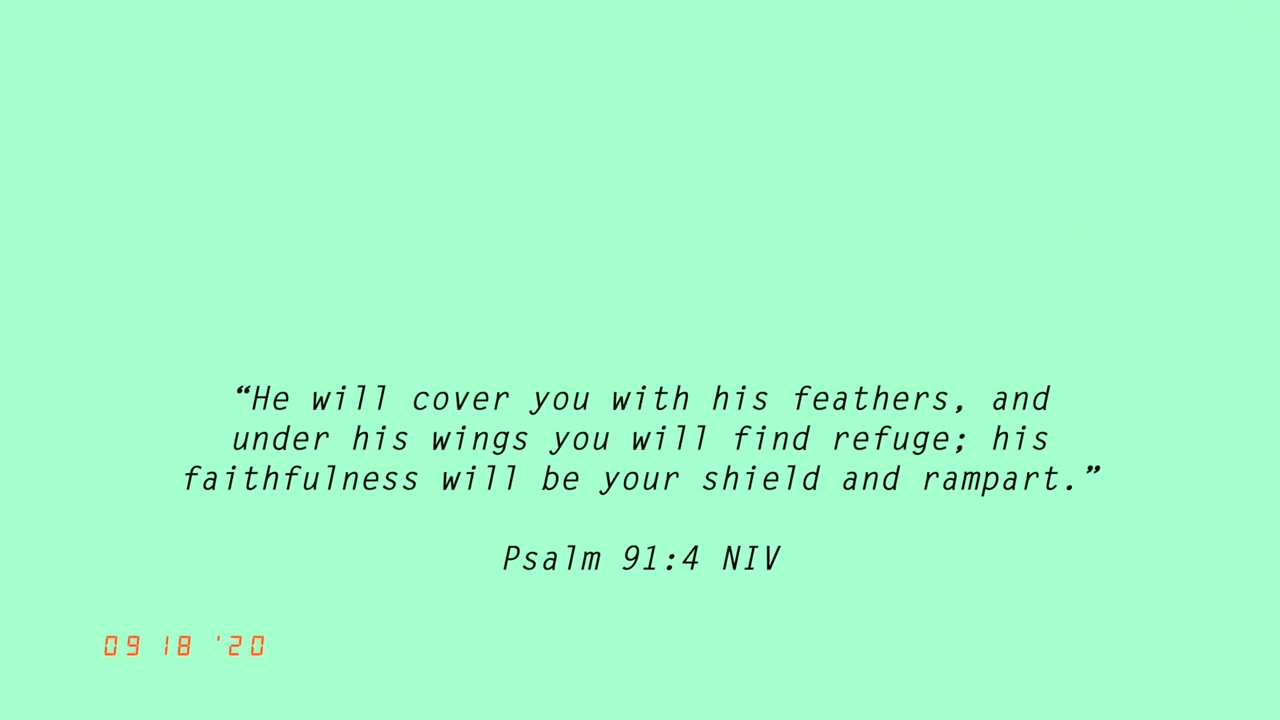 “He will cover you with his feathers, and
under his wings you will find refuge; his
faithfulness will be your shield and rampart.”
Psalm 91:4 NIV
09 18 '20